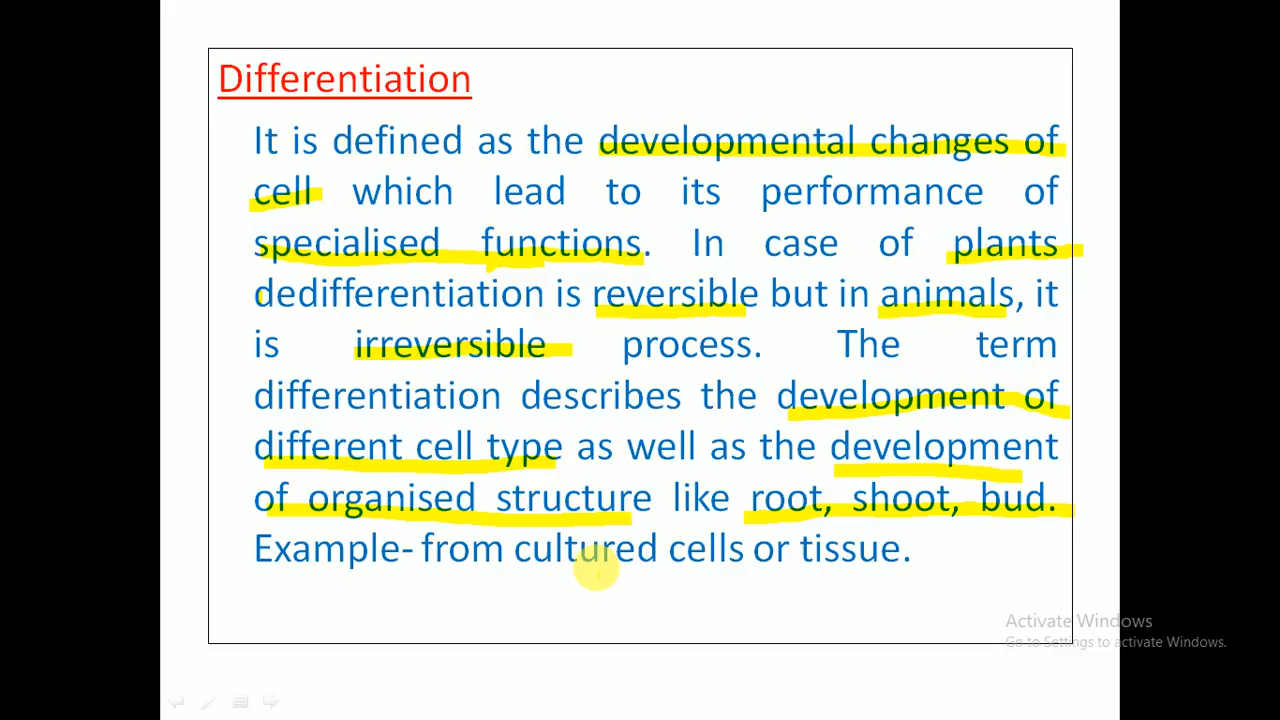 Differentiation
It is defined as the developmental changes of
cell which lead to its performance of
specialised functions. In case of plants
dedifferentiation is reversible but in animals, it
is irreversible process. The term
differentiation describes the development of
different cell type as well as the development
of organised structure like root, shoot, bud.
Example- from cultured cells or tissue.
Activate Windows
Go to Settings to activate Windows.